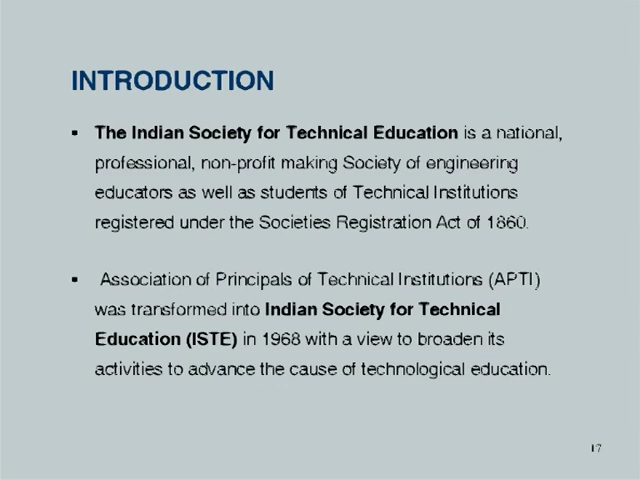 INTRODUCTION
▪ The Indian Society for Technical Education is a national,
professional, non-profit making Society of engineering
educators as well as students of Technical Institutions
registered under the Societies Registration Act of 1860.
▪ Association of Principals of Technical Institutions (APTI)
was transformed into Indian Society for Technical
Education (ISTE) in 1968 with a view to broaden its
activities to advance the cause of technological education.
17